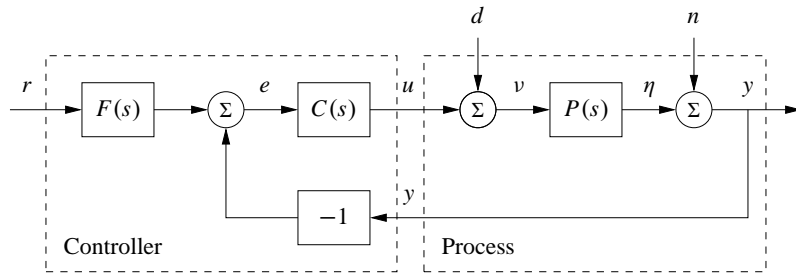 d
n
r
F(s)
Σ
e
C(s)
u
Σ
ν
P(s)
η
Σ
y
−1
y
Controller
Process